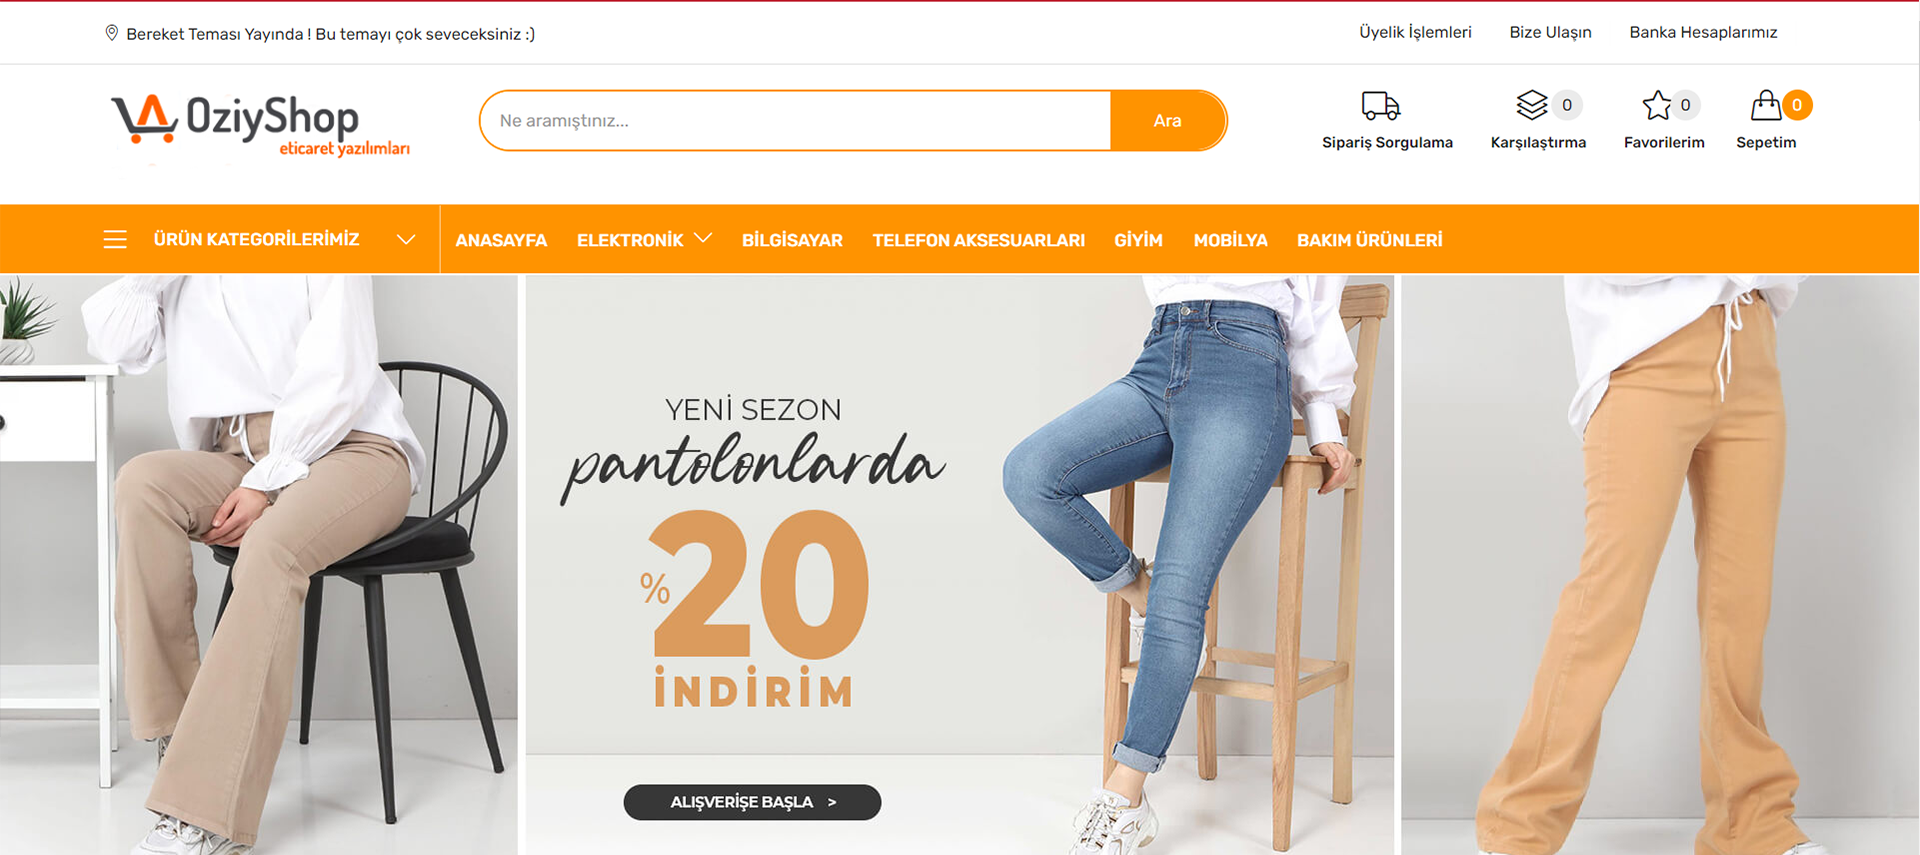 Bereket Teması Yayında ! Bu temayı çok seveceksiniz :)
Üyelik İşlemleri
Bize Ulaşın
Banka Hesaplarımız
OziyShop
eticaret yazılımları
Ne aramıştınız...
Ara
0
0
0
Sipariş Sorgulama
Karşılaştırma
Favorilerim
Sepetim
ÜRÜN KATEGORİLERİMİZ
ANASAYFA
ELEKTRONİK
BİLGİSAYAR
TELEFON AKSESUARLARI
GİYİM
MOBİLYA
BAKIM ÜRÜNLERİ
YENİ SEZON
pantolonlarda
%20
İNDİRİM
ALIŞVERİŞE BAŞLA >